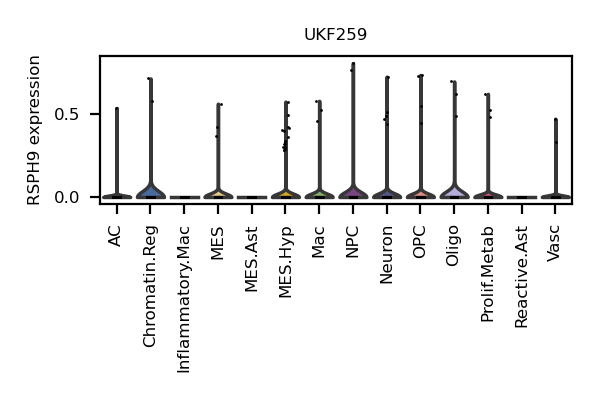 UKF259
RSPH9 expression
0.5
0.0
AC
Chromatin.Reg
Inflammatory.Mac
MES
MES.Ast
MES.Hyp
Mac
NPC
Neuron
OPC
Oligo
Prolif.Metab
Reactive.Ast
Vasc